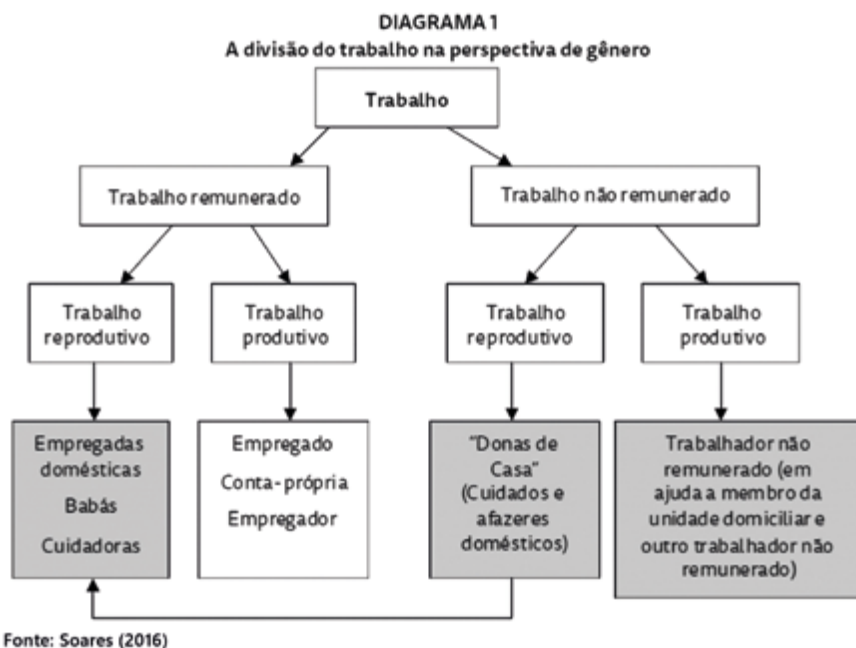 DIAGRAMA 1
A divisão do trabalho na perspectiva de gênero
Trabalho
Trabalho remunerado
Trabalho não remunerado
Trabalho
reprodutivo
Trabalho
produtivo
Trabalho
reprodutivo
Trabalho
produtivo
Empregadas
domésticas
Babás
Cuidadoras
Empregado
Conta-própria
Empregador
"Donas de
Casa"
(Cuidados e
afazeres
domésticos)
Trabalhador não
remunerado (em
ajuda a membro da
unidade domiciliar e
outro trabalhador não
remunerado)
Fonte: Soares (2016)